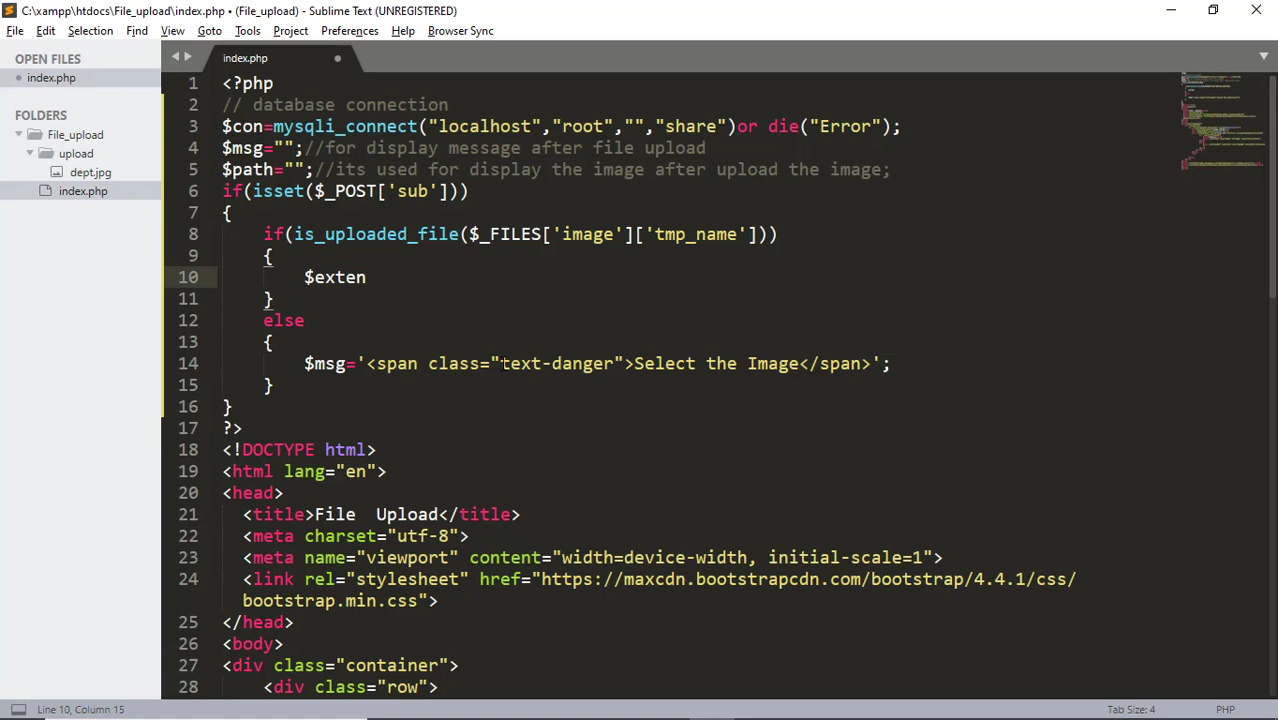 C:\xampp\htdocs\File_upload\index.php • (File_upload) - Sublime Text (UNREGISTERED)
File Edit Selection Find View Goto Tools Project Preferences Help Browser Sync
OPEN FILES
index.php
FOLDERS
File_upload
upload
dept.jpg
index.php
index.php
1 <?php
2 // database connection
3 $con=mysqli_connect("localhost","root","","share")or die("Error");
4 $msg="";//for display message after file upload
5 $path="";//its used for display the image after upload the image;
6 if(isset($_POST['sub']))
7 {
8 if(is_uploaded_file($_FILES['image']['tmp_name']))
9 {
10 $exten
11 }
12 else
13 {
14 $msg='<span class="text-danger">Select the Image</span>';
15 }
16 }
17 ?>
18 <!DOCTYPE html>
19 <html lang="en">
20 <head>
21 <title>File  Upload</title>
22 <meta charset="utf-8">
23 <meta name="viewport" content="width=device-width, initial-scale=1">
24 <link rel="stylesheet" href="https://maxcdn.bootstrapcdn.com/bootstrap/4.4.1/css/
bootstrap.min.css">
25 </head>
26 <body>
27 <div class="container">
28 <div class="row">
Line 10, Column 15
Tab Size: 4
PHP